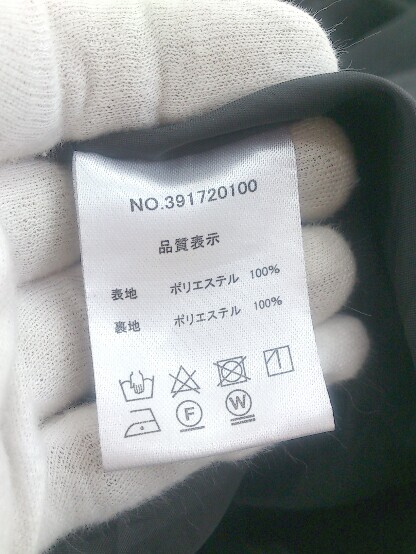 NO.391720100
品質表示
表地 ポリエステル 100%
裏地 ポリエステル 100%
F W